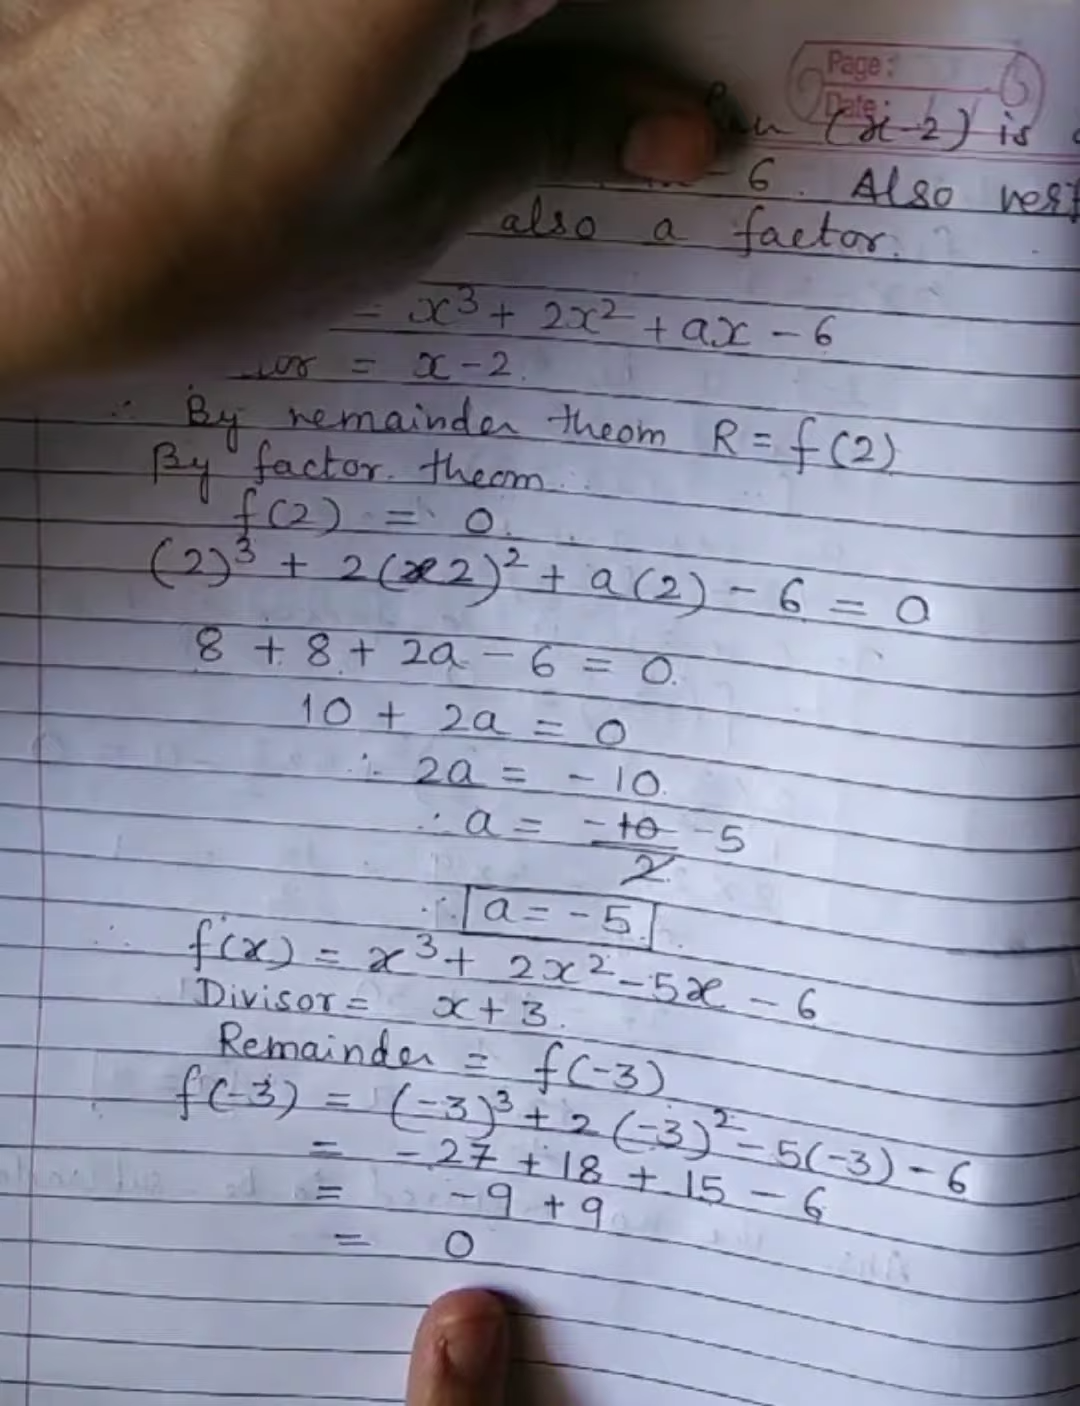 Page:
Date:
(x-2) is
- 6. Also
also a factor.
= x³ + 2x² + ax - 6
= x-2.
∴ By remainder theom R = f(2)
By factor. theom.
f(2) = 0.
(2)³ + 2(2)² + a(2) - 6 = 0
8 + 8 + 2a - 6 = 0.
10 + 2a = 0
∴ 2a = -10.
∴ a = -10/2 -5
∴ a = -5.
∴ f(x) = x³ + 2x² - 5x - 6
Divisor = x+3.
Remainder = f(-3)
f(-3) = (-3)³ + 2(-3)² - 5(-3) - 6
= -27 + 18 + 15 - 6
= -9 + 9
= 0